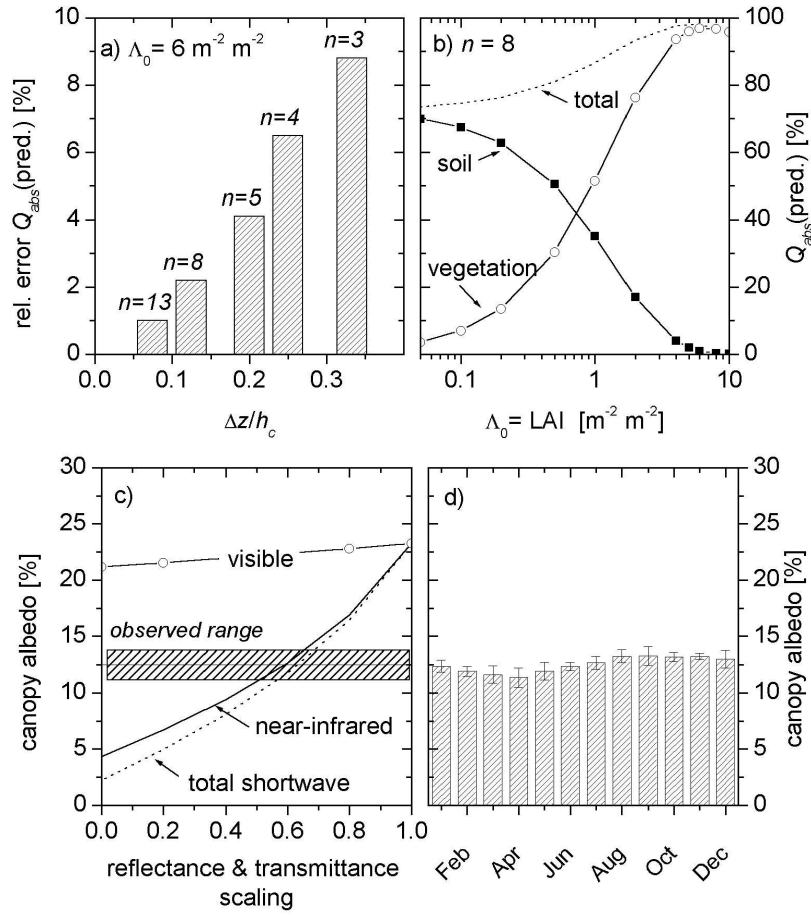 a) Λ₀ = 6 m⁻² m⁻²
n=3
n=4
n=5
n=8
n=13
rel. error Q_abs(pred.) [%]
10
8
6
4
2
0
0.0 0.1 0.2 0.3
Δz/h_c
b) n = 8
total
soil
vegetation
100
80
60
40
20
0
Q_abs(pred.) [%]
0.1 1 10
Λ₀= LAI [m⁻² m⁻²]
c)
visible
observed range
near-infrared
total shortwave
canopy albedo [%]
30
25
20
15
10
5
0
0.0 0.2 0.4 0.6 0.8 1.0
reflectance & transmittance
scaling
d)
30
25
20
15
10
5
0
canopy albedo [%]
Feb Apr Jun Aug Oct Dec